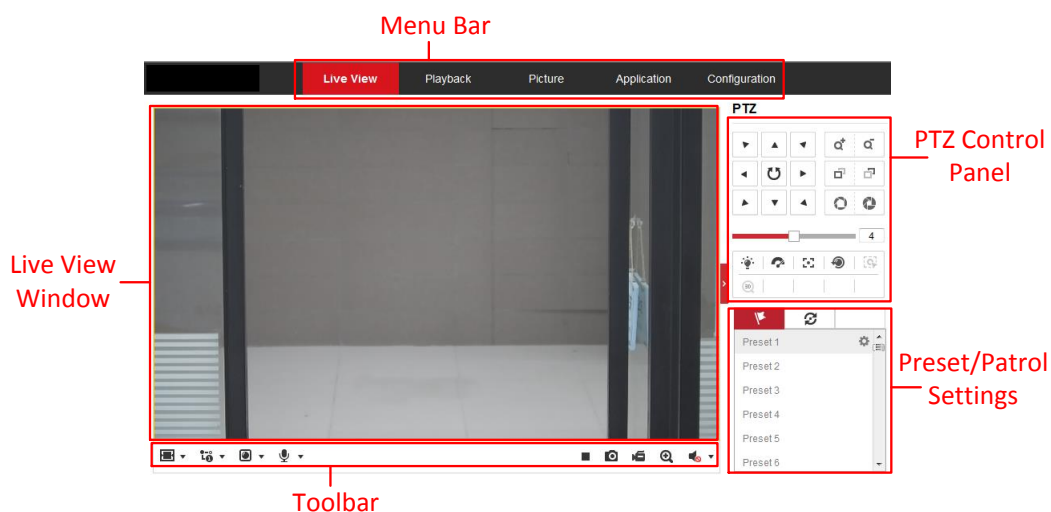 Menu Bar
Live View Playback Picture Application Configuration
PTZ
PTZ Control
Panel
4
Live View
Window
Preset 1
Preset 2
Preset 3
Preset 4
Preset 5
Preset 6
Preset/Patrol
Settings
Toolbar